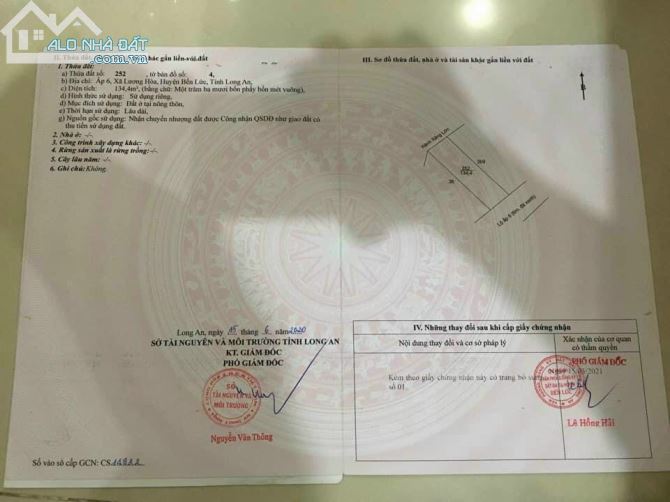 ALO NHÀ ĐẤT
.com.vn
khác gắn liền với đất
1. Thửa đất:
a) Thửa đất số: 252 , tờ bản đồ số: 4,
b) Địa chỉ: Ấp 6, Xã Lương Hòa, Huyện Bến Lức, Tỉnh Long An,
c) Diện tích: 134,4m², (bằng chữ: Một trăm ba mươi bốn phẩy bốn mét vuông),
d) Hình thức sử dụng: Sử dụng riêng,
đ) Mục đích sử dụng: Đất ở tại nông thôn,
e) Thời hạn sử dụng: Lâu dài,
g) Nguồn gốc sử dụng: Nhận chuyển nhượng đất được Công nhận QSDĐ như giao đất có
thu tiền sử dụng đất.
2. Nhà ở: -/-
3. Công trình xây dựng khác: -/-
4. Rừng sản xuất là rừng trồng: -/-
5. Cây lâu năm: -/-
6. Ghi chú: Không.
Long An, ngày 15 tháng 6 năm 2020
SỞ TÀI NGUYÊN VÀ MÔI TRƯỜNG TỈNH LONG AN
KT. GIÁM ĐỐC
PHÓ GIÁM ĐỐC
SỞ
TÀI NGUYÊN VÀ
MÔI TRƯỜNG
Nguyễn Văn Thông
Số vào sổ cấp GCN: CS
III. Sơ đồ thửa đất, nhà ở và tài sản khác gắn liền với đất
B
252
134,4
IV. Những thay đổi sau khi cấp giấy chứng nhận
Nội dung thay đổi và cơ sở pháp lý
Xác nhận của cơ quan
có thẩm quyền
Kèm theo giấy chứng nhận này có trang bổ sung
số 01.
PHÓ GIÁM ĐỐC
BẾN LỨC
Lê Hồng Hải
AloNhaDat.com.vn